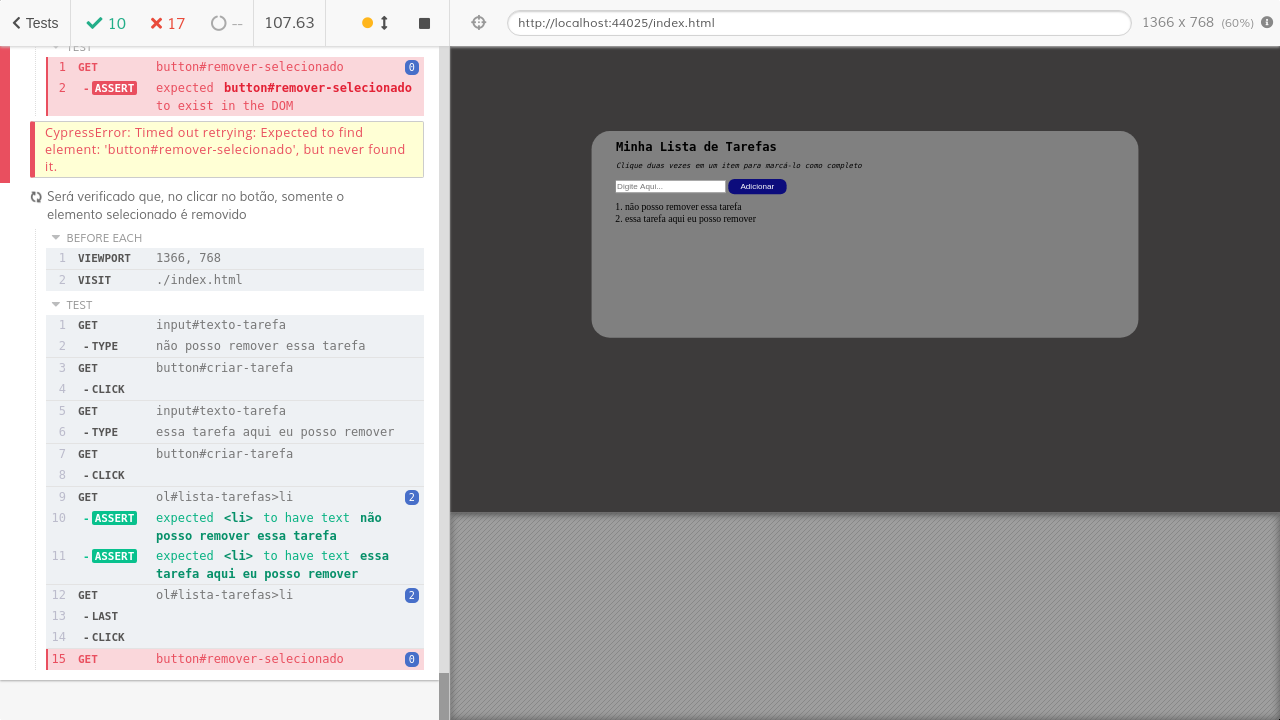 Tests 10 17 -- 107.63
http://localhost:44025/index.html 1366 x 768 (60%)
TEST
1 GET button#remover-selecionado 0
2 -ASSERT expected button#remover-selecionado
to exist in the DOM
CypressError: Timed out retrying: Expected to find
element: 'button#remover-selecionado', but never found
it.
Será verificado que, no clicar no botão, somente o
elemento selecionado é removido
BEFORE EACH
1 VIEWPORT 1366, 768
2 VISIT ./index.html
TEST
1 GET input#texto-tarefa
2 -TYPE não posso remover essa tarefa
3 GET button#criar-tarefa
4 -CLICK
5 GET input#texto-tarefa
6 -TYPE essa tarefa aqui eu posso remover
7 GET button#criar-tarefa
8 -CLICK
9 GET ol#lista-tarefas>li 2
10 -ASSERT expected <li> to have text não
posso remover essa tarefa
11 -ASSERT expected <li> to have text essa
tarefa aqui eu posso remover
12 GET ol#lista-tarefas>li 2
13 -LAST
14 -CLICK
15 GET button#remover-selecionado 0
Minha Lista de Tarefas
Clique duas vezes em um item para marcá-lo como completo
Digite Aqui... Adicionar
1. não posso remover essa tarefa
2. essa tarefa aqui eu posso remover